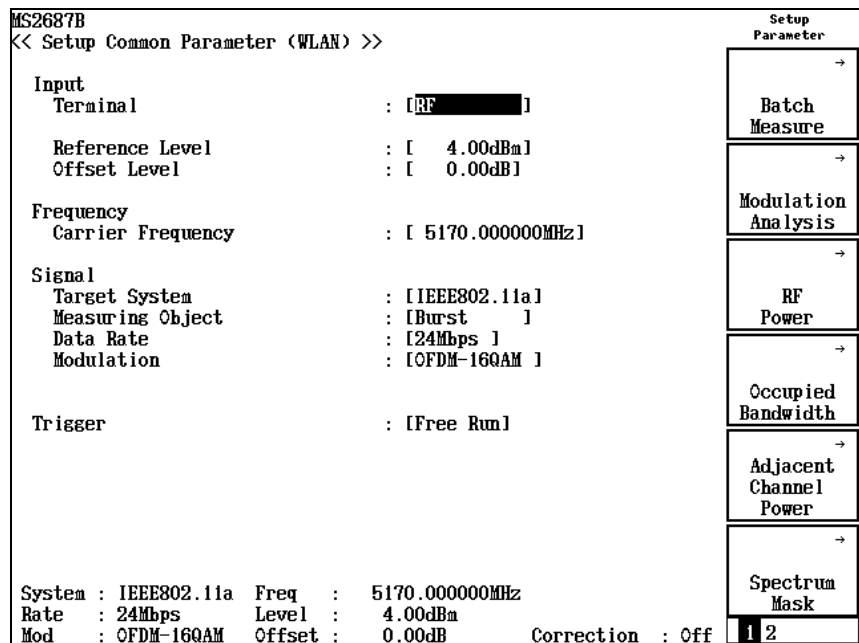 MS2687B
<< Setup Common Parameter (WLAN) >>
Input
Terminal : [RF ]
Reference Level : [ 4.00dBm]
Offset Level : [ 0.00dB]
Frequency
Carrier Frequency : [ 5170.000000MHz]
Signal
Target System : [IEEE802.11a]
Measuring Object : [Burst ]
Data Rate : [24Mbps ]
Modulation : [OFDM-16QAM ]
Trigger : [Free Run]
System : IEEE802.11a Freq : 5170.000000MHz
Rate : 24Mbps Level : 4.00dBm
Mod : OFDM-16QAM Offset : 0.00dB Correction : Off
Setup
Parameter
→
Batch
Measure
→
Modulation
Analysis
→
RF
Power
→
Occupied
Bandwidth
→
Adjacent
Channel
Power
→
Spectrum
Mask
1 2